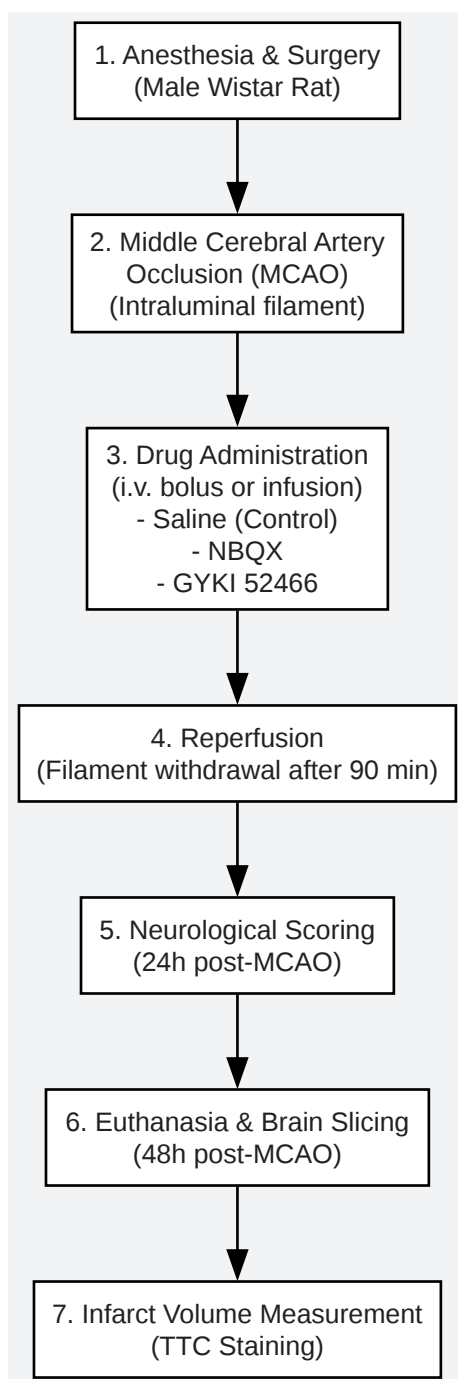 1. Anesthesia & Surgery
(Male Wistar Rat)
2. Middle Cerebral Artery
Occlusion (MCAO)
(Intraluminal filament)
3. Drug Administration
(i.v. bolus or infusion)
- Saline (Control)
- NBQX
- GYKI 52466
4. Reperfusion
(Filament withdrawal after 90 min)
5. Neurological Scoring
(24h post-MCAO)
6. Euthanasia & Brain Slicing
(48h post-MCAO)
7. Infarct Volume Measurement
(TTC Staining)